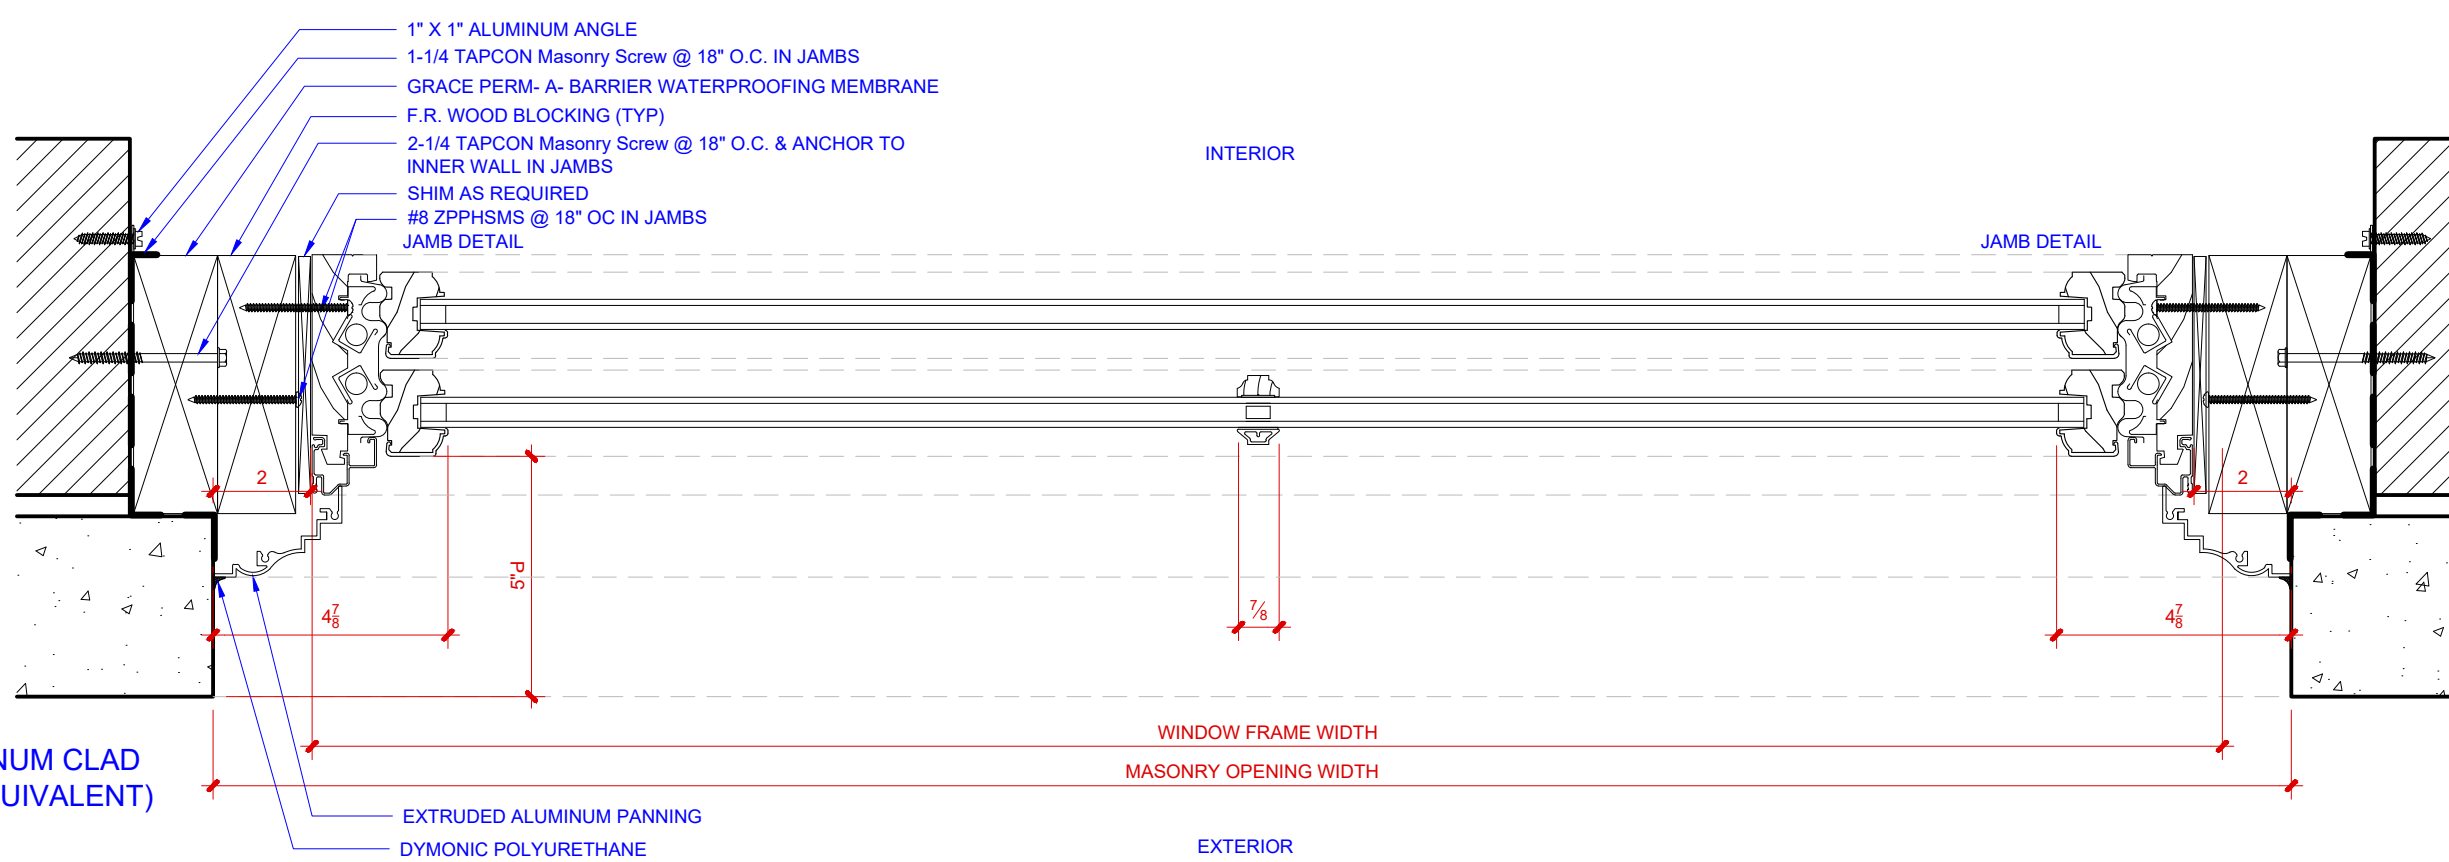 1" X 1" ALUMINUM ANGLE
1-1/4 TAPCON Masonry Screw @ 18" O.C. IN JAMBS
GRACE PERM- A- BARRIER WATERPROOFING MEMBRANE
F.R. WOOD BLOCKING (TYP)
2-1/4 TAPCON Masonry Screw @ 18" O.C. & ANCHOR TO
INNER WALL IN JAMBS
INTERIOR
SHIM AS REQUIRED
#8 ZPPHSMS @ 18" OC IN JAMBS
JAMB DETAIL
JAMB DETAIL
2
2
5"d
4⅞
⅞
4⅞
WINDOW FRAME WIDTH
MASONRY OPENING WIDTH
NUM CLAD
UIVALENT)
EXTRUDED ALUMINUM PANNING
DYMONIC POLYURETHANE
EXTERIOR